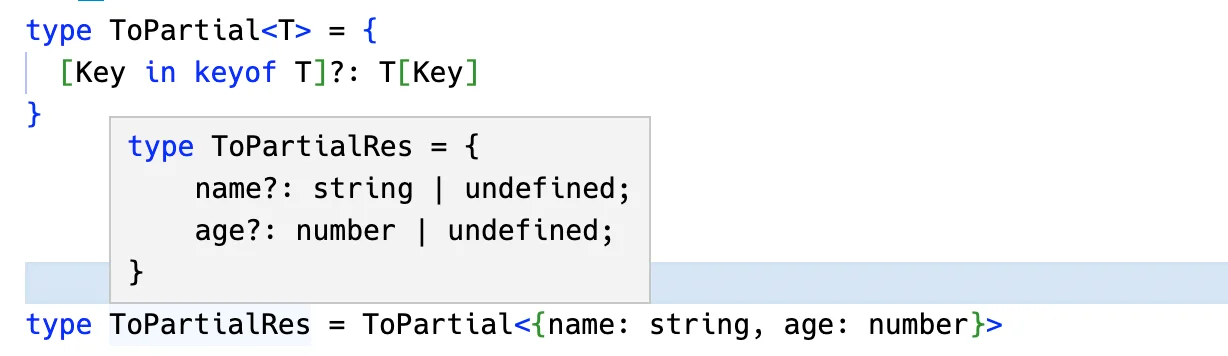 type ToPartial<T> = {
  [Key in keyof T]?: T[Key]
}
type ToPartialRes = {
    name?: string | undefined;
    age?: number | undefined;
}
type ToPartialRes = ToPartial<{name: string, age: number}>